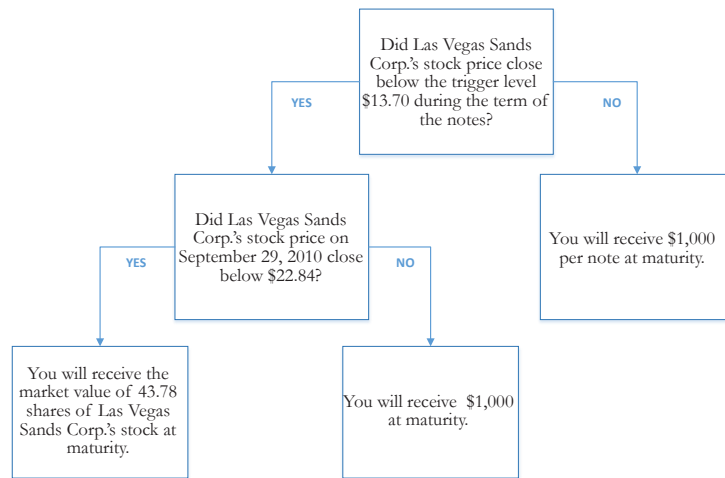 Did Las Vegas Sands
Corp.'s stock price close
below the trigger level
$13.70 during the term of
the notes?
YES
NO
Did Las Vegas Sands
Corp.'s stock price on
September 29, 2010 close
below $22.84?
You will receive $1,000
per note at maturity.
YES
NO
You will receive the
market value of 43.78
shares of Las Vegas
Sands Corp.'s stock at
maturity.
You will receive $1,000
at maturity.